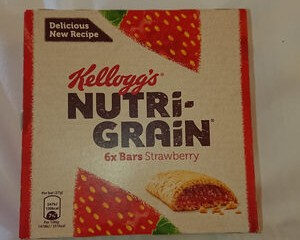 Delicious
New Recipe
Kellogg's
NUTRI-
GRAIN®
6x Bars Strawberry